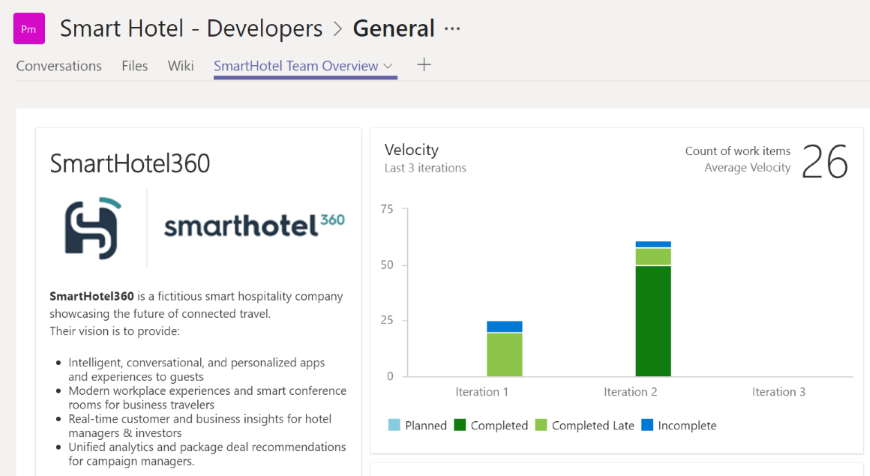 Pm
Smart Hotel - Developers > General ...
Conversations Files Wiki SmartHotel Team Overview +
SmartHotel360
smarthotel360
SmartHotel360 is a fictitious smart hospitality company
showcasing the future of connected travel.
Their vision is to provide:
• Intelligent, conversational, and personalized apps
and experiences to guests
• Modern workplace experiences and smart conference
rooms for business travelers
• Real-time customer and business insights for hotel
managers & investors
• Unified analytics and package deal recommendations
for campaign managers.
Velocity
Last 3 iterations
Count of work items
Average Velocity
26
75
50
25
0
Iteration 1 Iteration 2 Iteration 3
Planned Completed Completed Late Incomplete